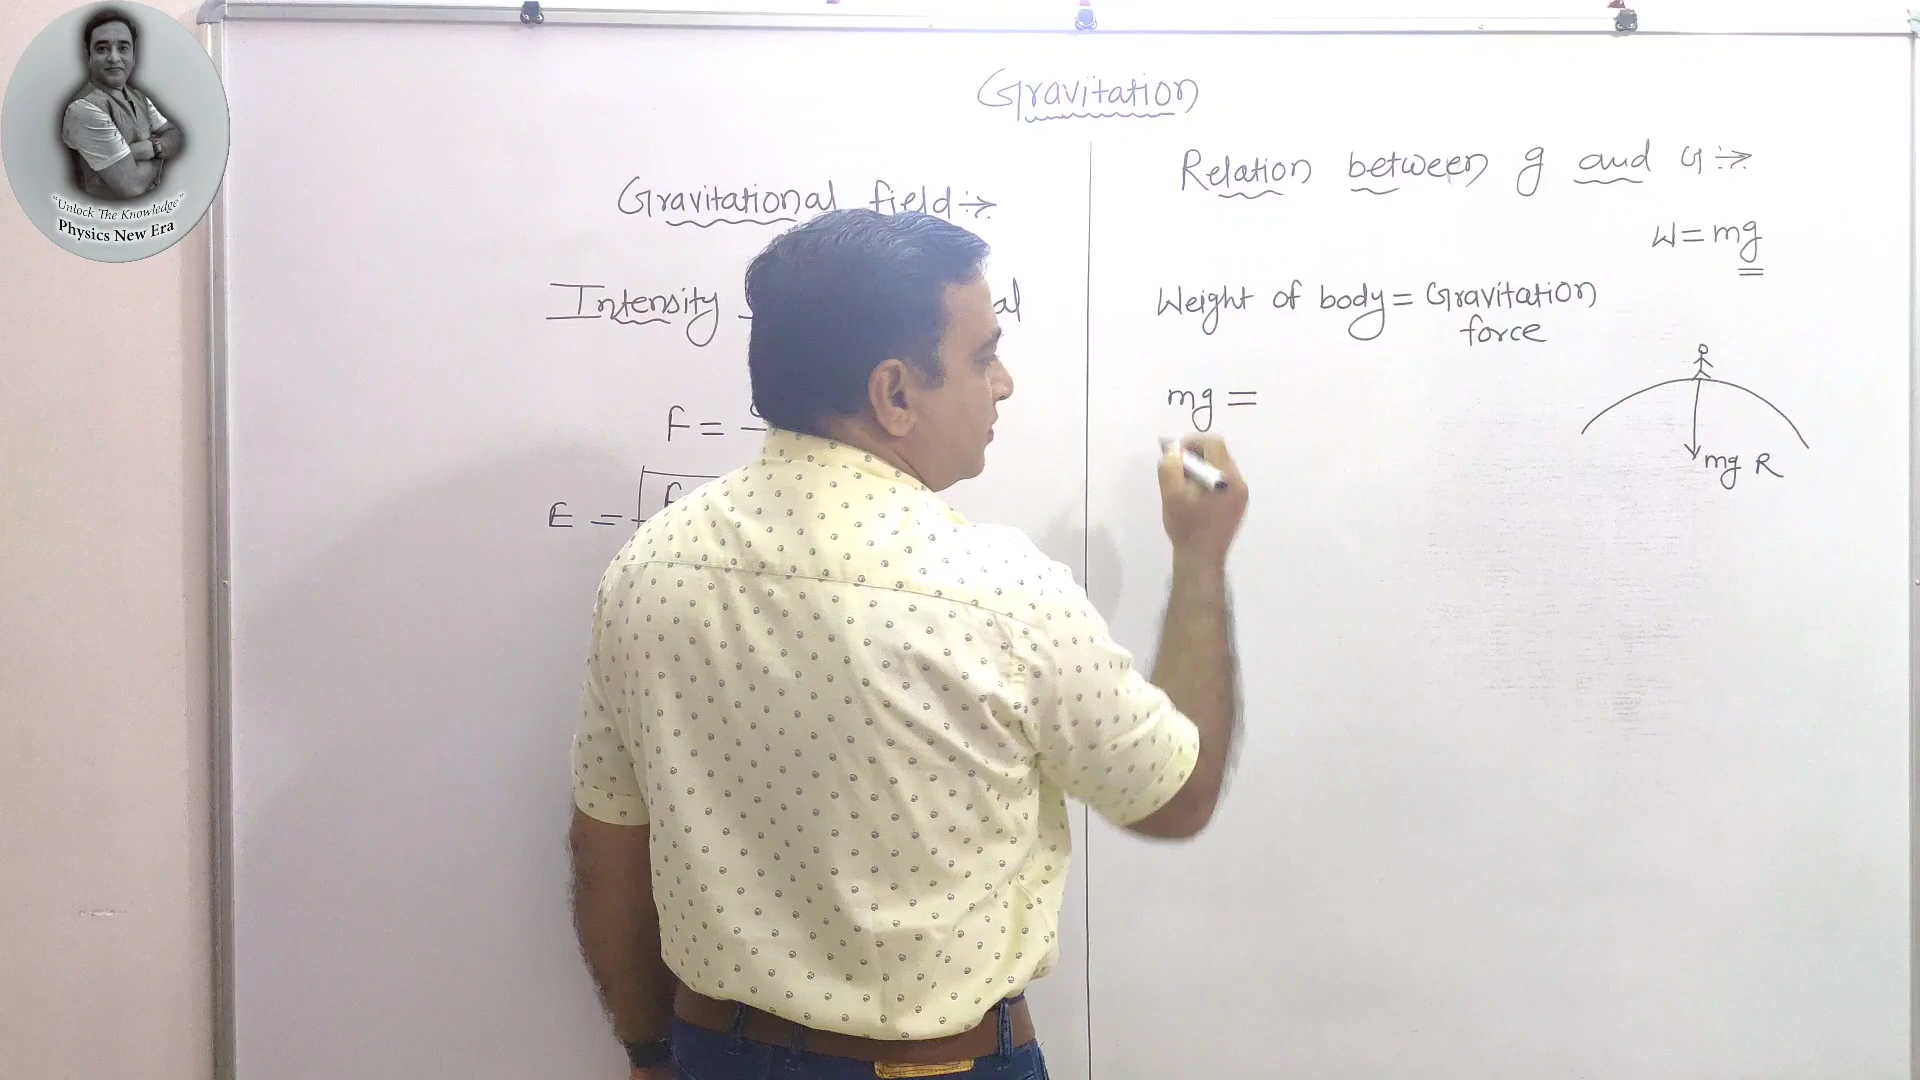 "Unlock The Knowledge"
Physics New Era
Gravitation
Gravitational field :→
Intensity
F =
E =
Relation between g and G :→
W = mg
Weight of body = Gravitation
force
mg =
mg R